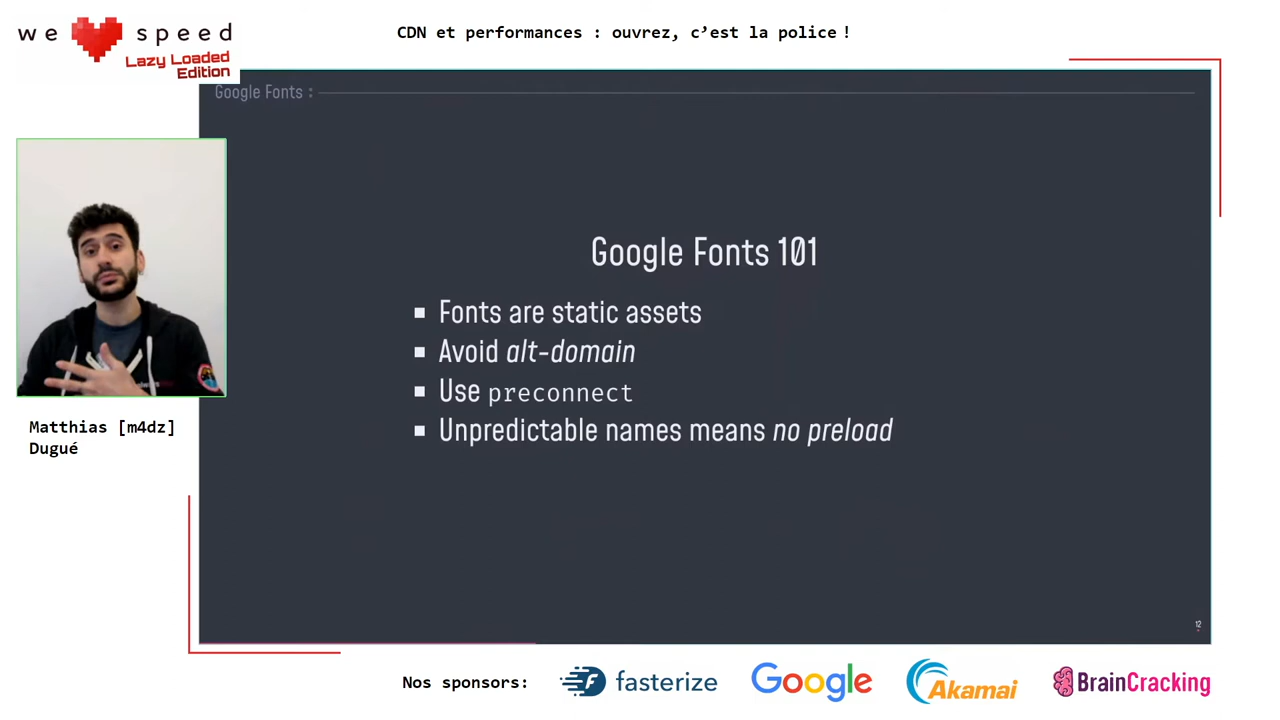 we speed
Lazy Loaded
Edition
CDN et performances : ouvrez, c’est la police !
Google Fonts :
Google Fonts 101
Fonts are static assets
Avoid alt-domain
Use preconnect
Unpredictable names means no preload
Matthias [m4dz]
Dugué
12
Nos sponsors:
fasterize
Google
Akamai
BrainCracking